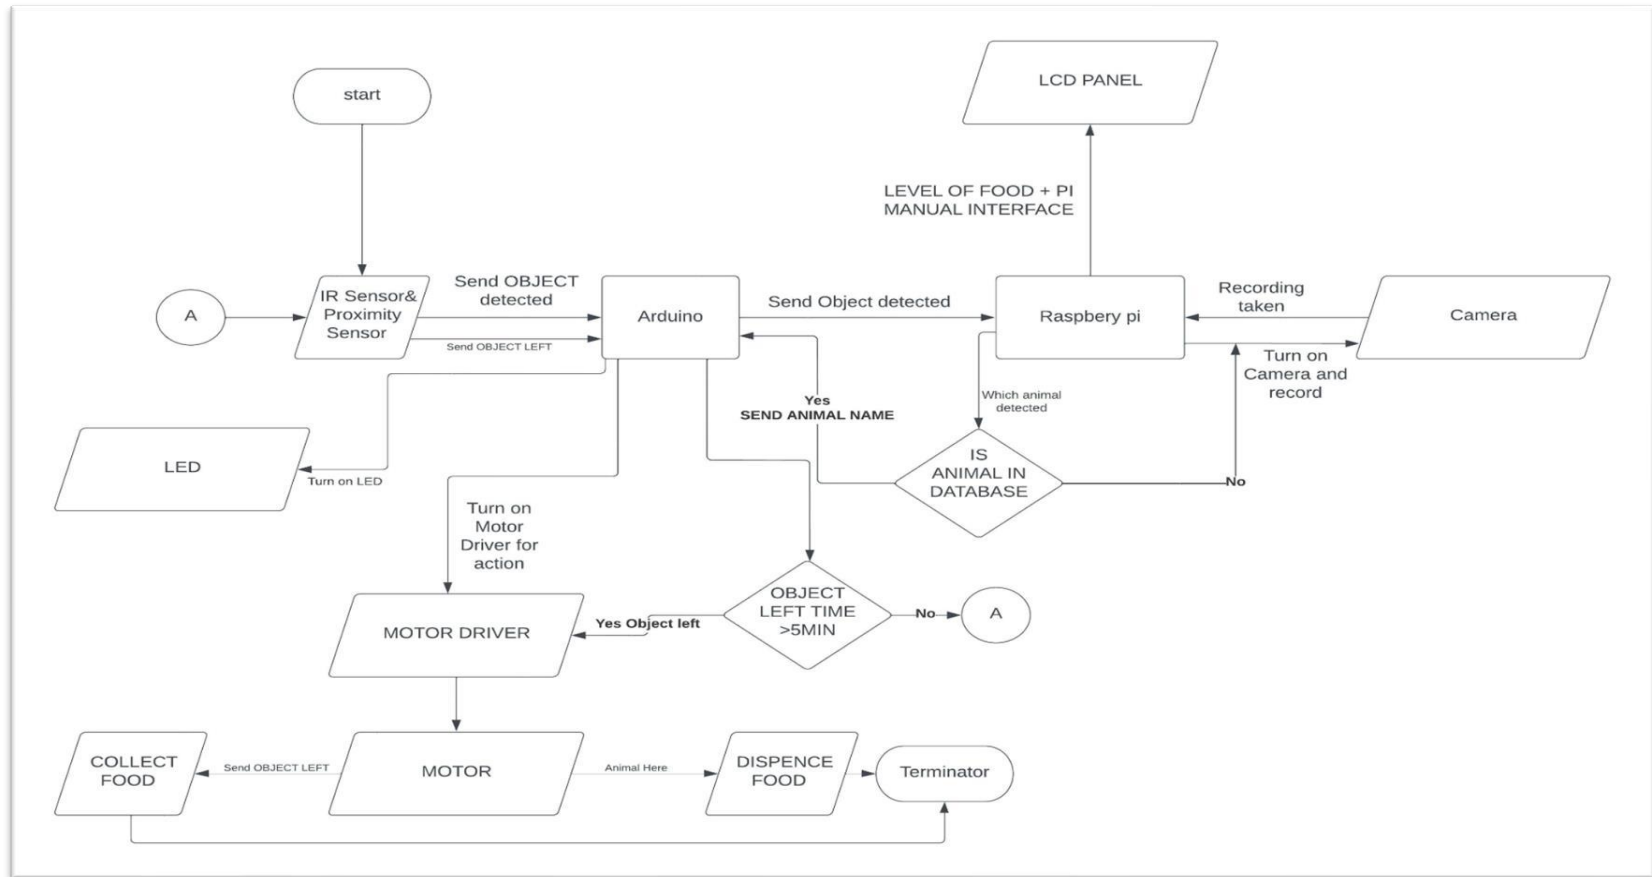 LCD PANEL
start
LEVEL OF FOOD + PI
MANUAL INTERFACE
A
IR Sensor&
Proximity
Sensor
Send OBJECT
detected
Send OBJECT LEFT
Arduino
Send Object detected
Raspbery pi
Recording
taken
Camera
Turn on
Camera and
record
Which animal
detected
Yes
SEND ANIMAL NAME
IS
ANIMAL IN
DATABASE
No
LED
Turn on LED
Turn on
Motor
Driver for
action
OBJECT
LEFT TIME
>5MIN
No
A
Yes Object left
MOTOR DRIVER
COLLECT
FOOD
Send OBJECT LEFT
MOTOR
Animal Here
DISPENCE
FOOD
Terminator